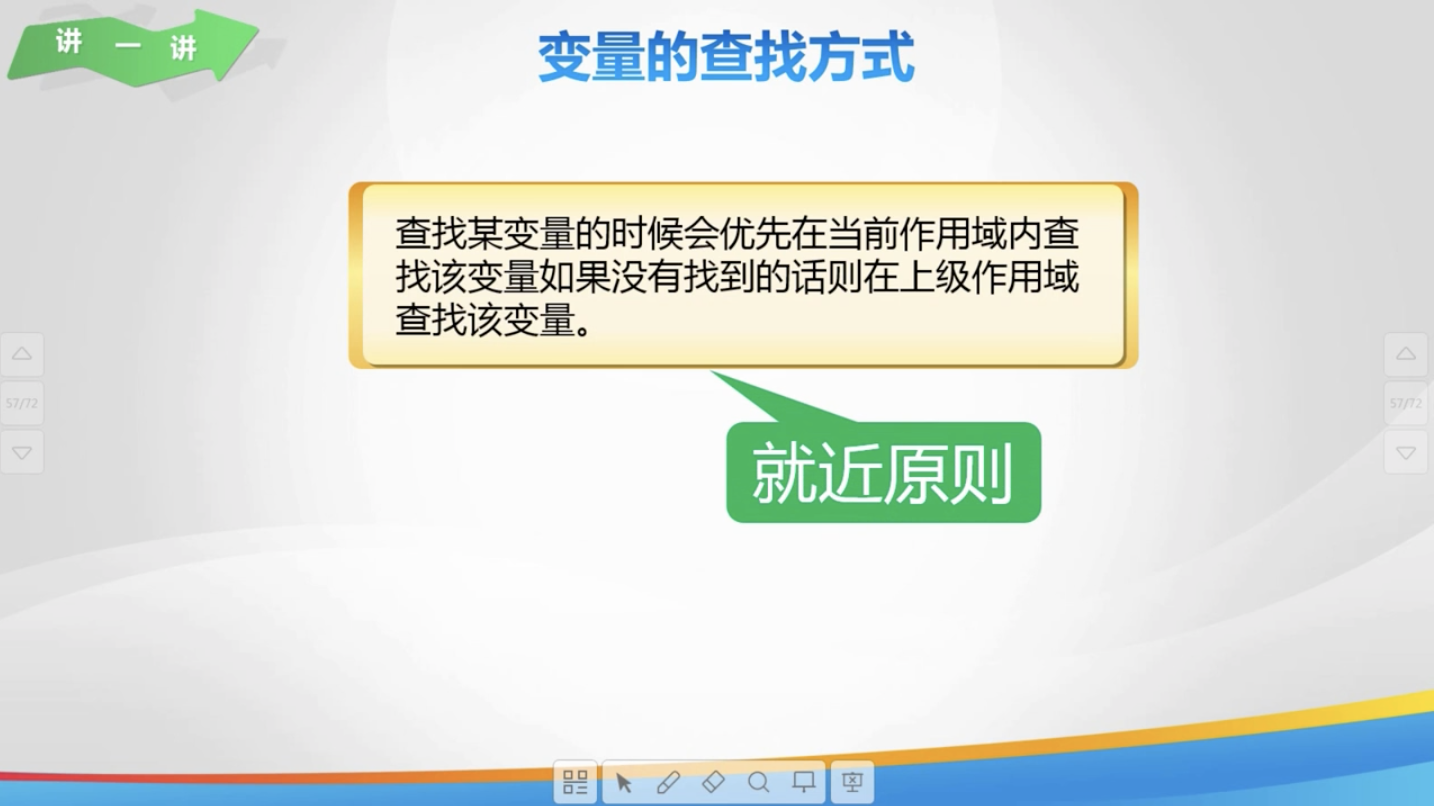 讲一讲
变量的查找方式
查找某变量的时候会优先在当前作用域内查
找该变量如果没有找到的话则在上级作用域
查找该变量。
就近原则
57/72
57/72